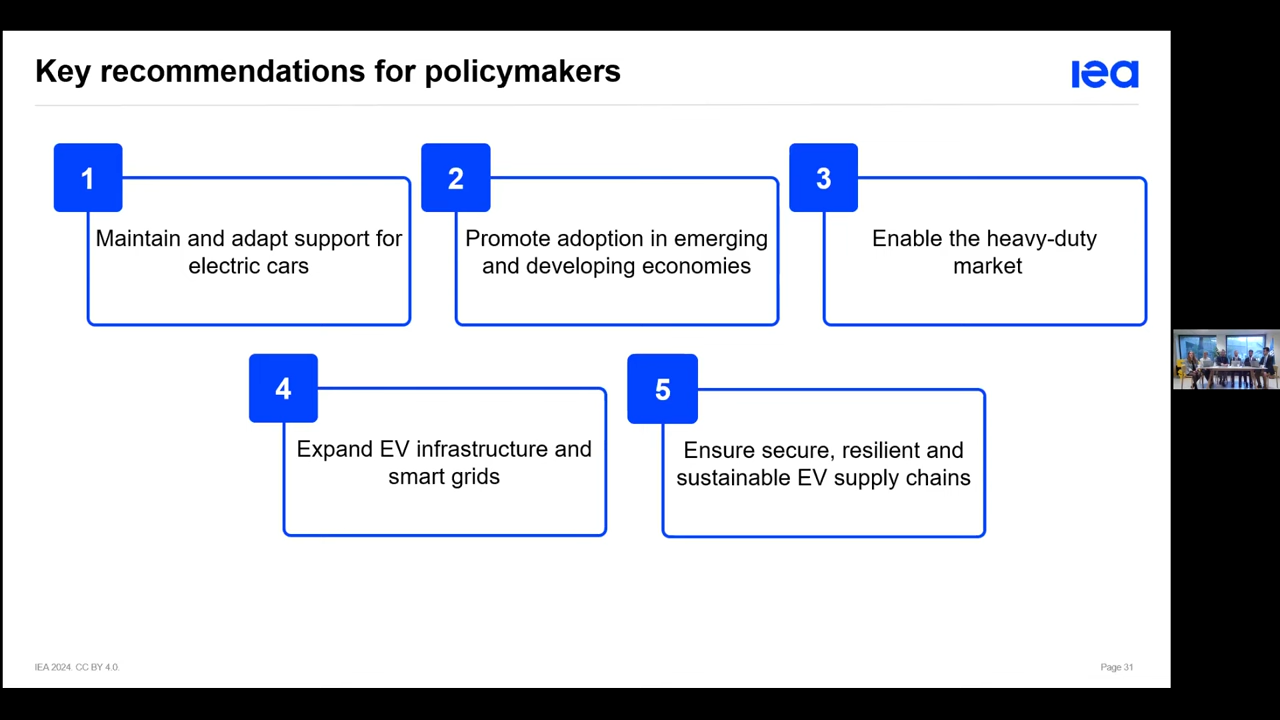 Key recommendations for policymakers
iea
1
Maintain and adapt support for
electric cars
2
Promote adoption in emerging
and developing economies
3
Enable the heavy-duty
market
4
Expand EV infrastructure and
smart grids
5
Ensure secure, resilient and
sustainable EV supply chains
IEA 2024. CC BY 4.0.
Page 31